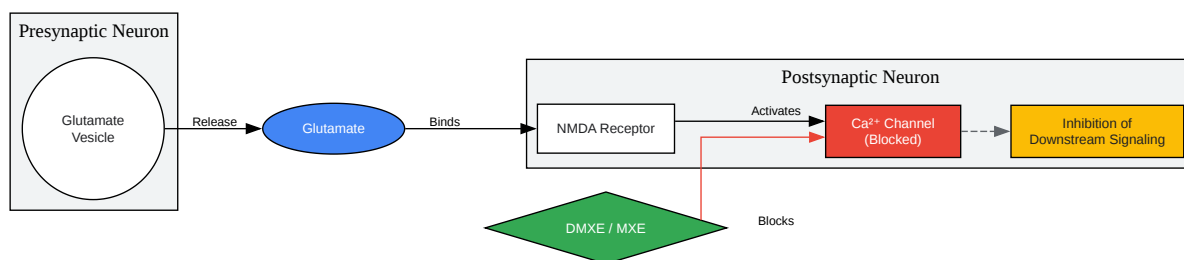 Presynaptic Neuron
Glutamate
Vesicle
Release
Glutamate
Binds
Postsynaptic Neuron
NMDA Receptor
Activates
Ca²⁺ Channel
(Blocked)
Inhibition of
Downstream Signaling
DMXE / MXE
Blocks